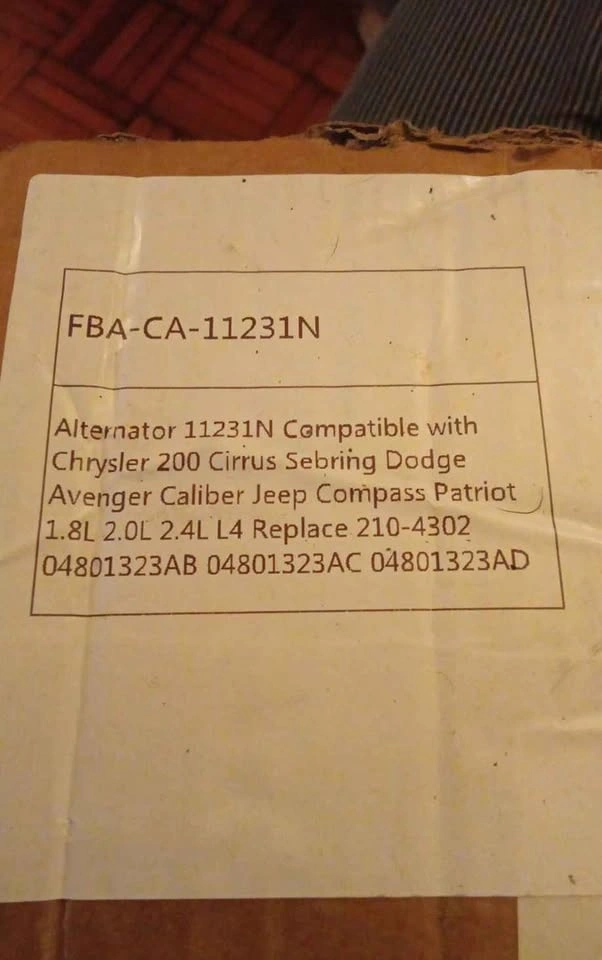 FBA-CA-11231N
Alternator 11231N Compatible with
Chrysler 200 Cirrus Sebring Dodge
Avenger Caliber Jeep Compass Patriot
1.8L 2.0L 2.4L L4 Replace 210-4302
04801323AB 04801323AC 04801323AD